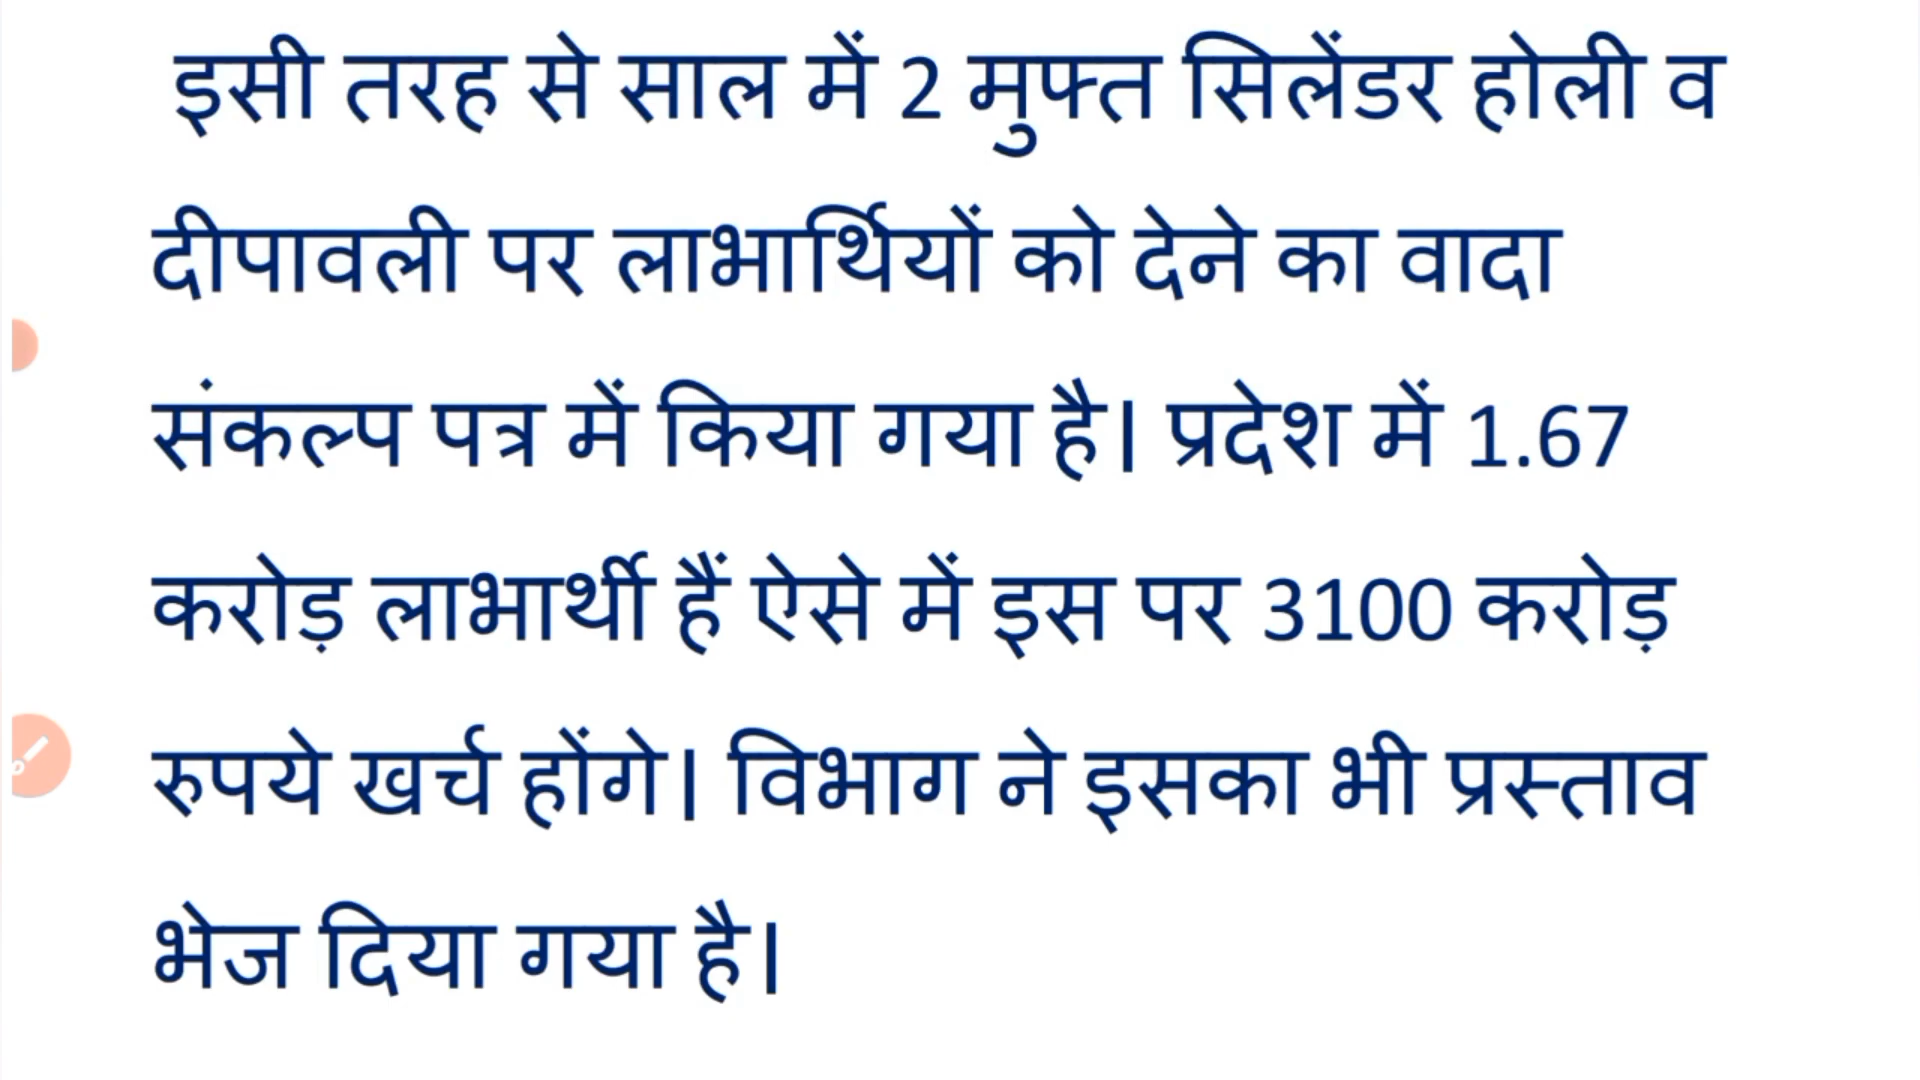 इसी तरह से साल में 2 मुफ्त सिलेंडर होली व
दीपावली पर लाभार्थियों को देने का वादा
संकल्प पत्र में किया गया है। प्रदेश में 1.67
करोड़ लाभार्थी हैं ऐसे में इस पर 3100 करोड़
रुपये खर्च होंगे। विभाग ने इसका भी प्रस्ताव
भेज दिया गया है।